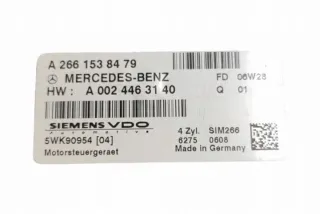 A 266 153 84 79
MERCEDES-BENZ FD 06W28
HW : A 002 446 31 40 Q 01
SIEMENS VDO
Automotive
4 Zyl. SIM266
5WK90954 [04] 6275 0608
Motorsteuergeraet Made in Germany